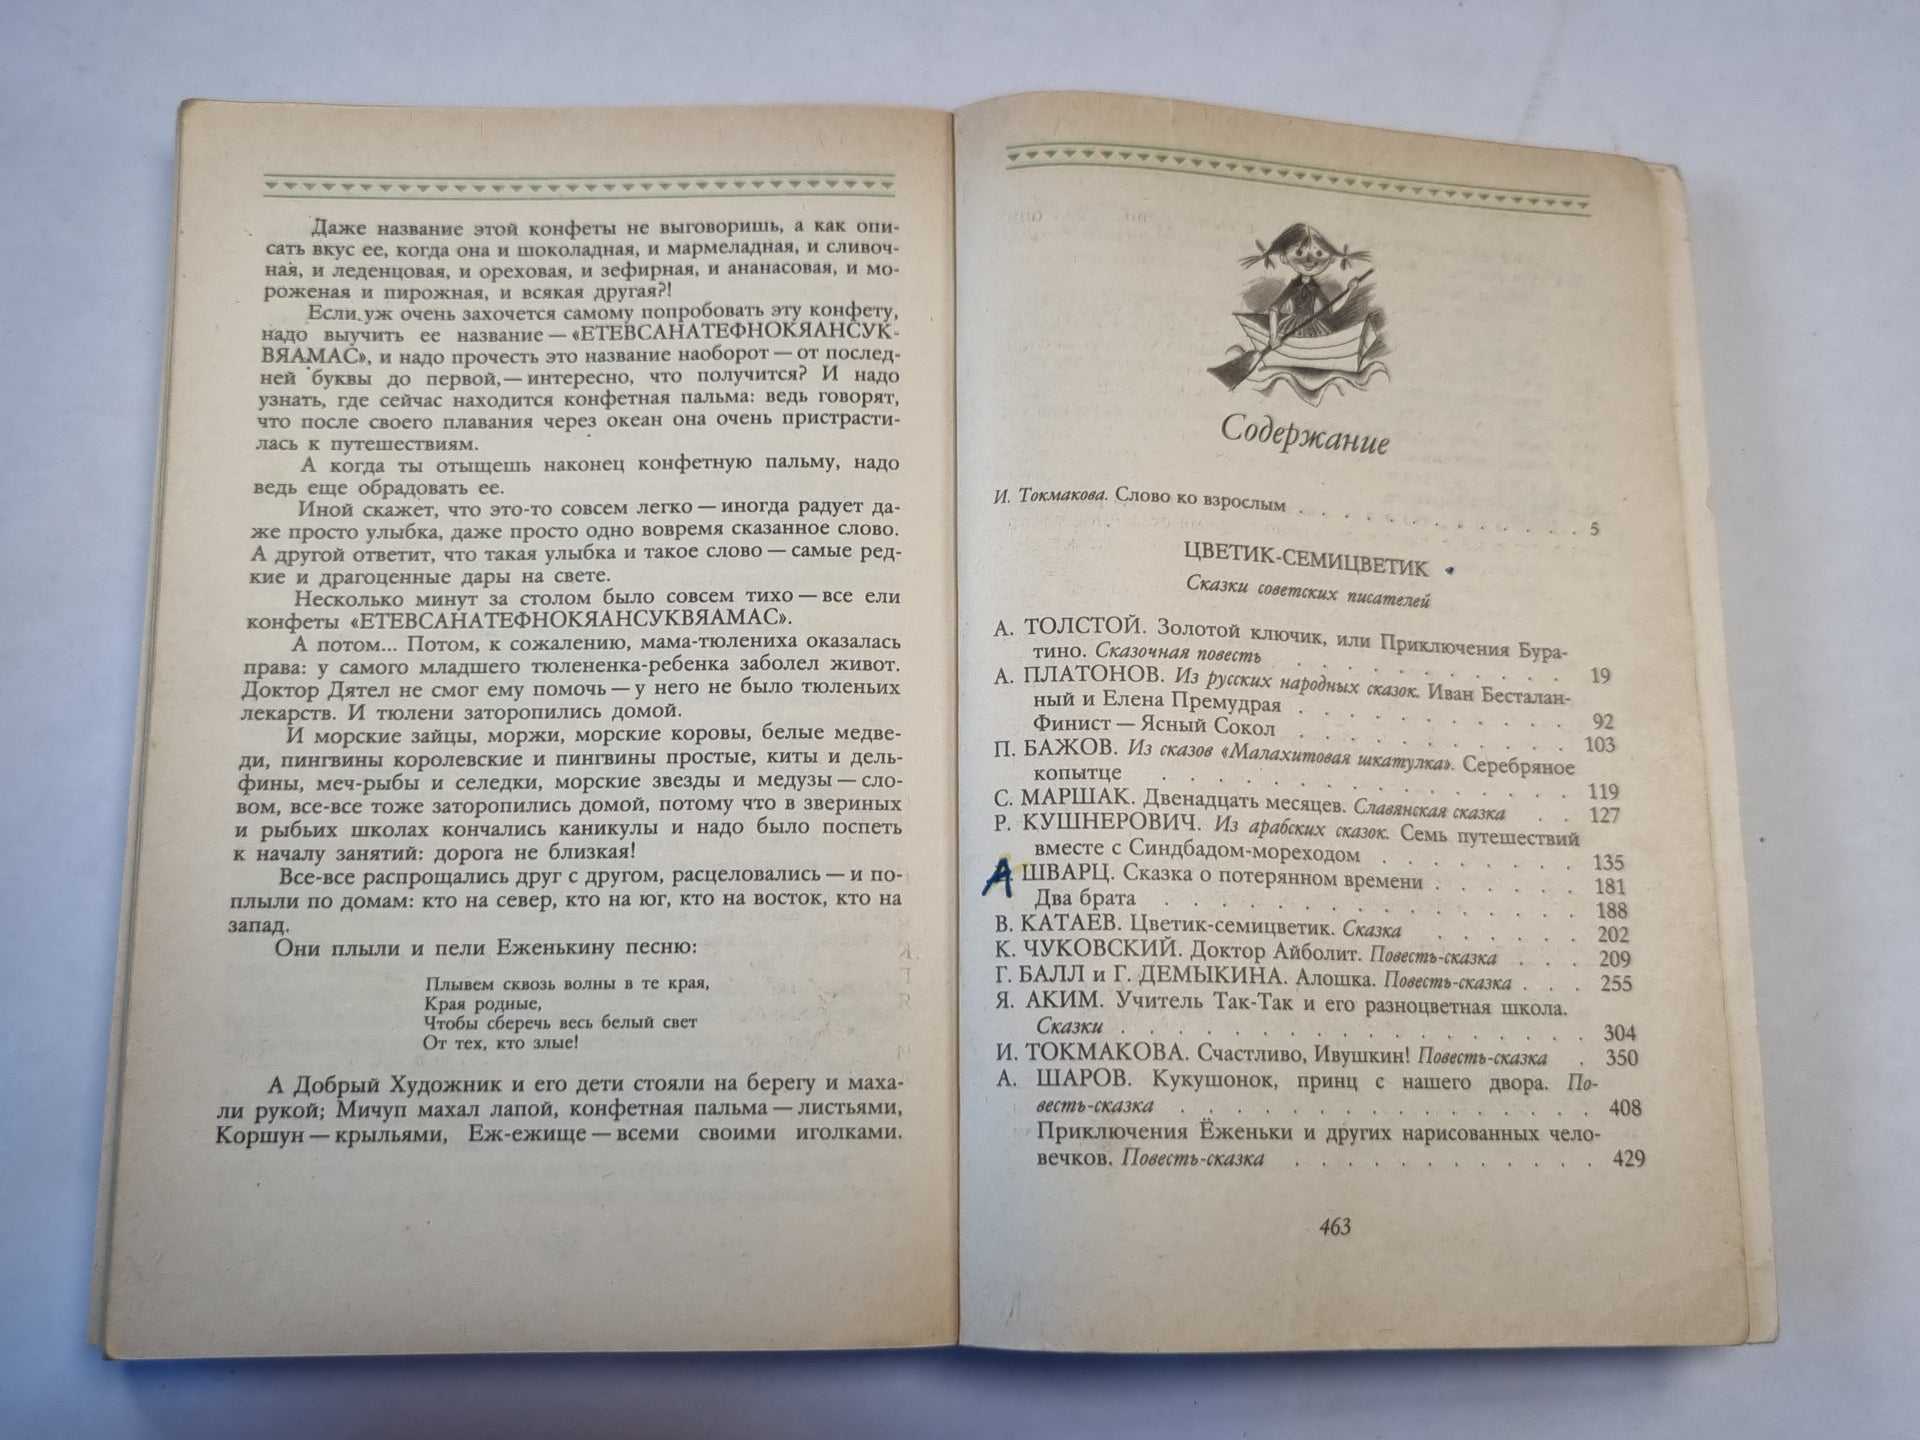 Даже название этой конфеты не выговоришь, а как опи-
сать вкус ее, когда она и шоколадная, и мармеладная, и сливоч-
ная, и леденцовая, и ореховая, и зефирная, и ананасовая, и мо-
роженая и пирожная, и всякая другая?!
Если уж очень захочется самому попробовать эту конфету,
надо выучить ее название — «ЕТЕВСАНАТЕФНОКЯАНСУК-
ВЯАМАС», и надо прочесть это название наоборот — от послед-
ней буквы до первой, — интересно, что получится? И надо
узнать, где сейчас находится конфетная пальма: ведь говорят,
что после своего плавания через океан она очень пристрасти-
лась к путешествиям.
А когда ты отыщешь наконец конфетную пальму, надо
ведь еще обрадовать ее.
Иной скажет, что это-то совсем легко — иногда радует да-
же просто улыбка, даже просто одно вовремя сказанное слово.
А другой ответит, что такая улыбка и такое слово — самые ред-
кие и драгоценные дары на свете.
Несколько минут за столом было совсем тихо — все ели
конфеты «ЕТЕВСАНАТЕФНОКЯАНСУКВЯАМАС».
А потом... Потом, к сожалению, мама-тюлениха оказалась
права: у самого младшего тюлененка-ребенка заболел живот.
Доктор Дятел не смог ему помочь — у него не было тюленьих
лекарств. И тюлени заторопились домой.
И морские зайцы, моржи, морские коровы, белые медве-
ди, пингвины королевские и пингвины простые, киты и дель-
фины, меч-рыбы и селедки, морские звезды и медузы — сло-
вом, все-все тоже заторопились домой, потому что в звериных
и рыбьих школах кончались каникулы и надо было поспеть
к началу занятий: дорога не близкая!
Все-все распрощались друг с другом, расцеловались — и по-
плыли по домам: кто на север, кто на юг, кто на восток, кто на
запад.
Они плыли и пели Еженькину песню:
Плывем сквозь волны в те края,
Края родные,
Чтобы сберечь весь белый свет
От тех, кто злые!
А Добрый Художник и его дети стояли на берегу и маха-
ли рукой; Мичуп махал лапой, конфетная пальма — листьями,
Коршун — крыльями, Еж-ежище — всеми своими иголками.
Содержание
И. Токмакова. Слово ко взрослым . . . . . . . . . . . . . 5
ЦВЕТИК-СЕМИЦВЕТИК
Сказки советских писателей
А. ТОЛСТОЙ. Золотой ключик, или Приключения Бура-
тино. Сказочная повесть . . . . . . . . . . . 19
А. ПЛАТОНОВ. Из русских народных сказок. Иван Бесталан-
ный и Елена Премудрая . . . . . . . . . . . 92
Финист — Ясный Сокол . . . . . . . . . . . 103
П. БАЖОВ. Из сказов «Малахитовая шкатулка». Серебряное
копытце . . . . . . . . . . . . . . . 119
С. МАРШАК. Двенадцать месяцев. Славянская сказка . . 127
Р. КУШНЕРОВИЧ. Из арабских сказок. Семь путешествий
вместе с Синдбадом-мореходом . . . . . . . . 135
А ШВАРЦ. Сказка о потерянном времени . . . . . . 181
Два брата . . . . . . . . . . . . . . . 188
В. КАТАЕВ. Цветик-семицветик. Сказка . . . . . . 202
К. ЧУКОВСКИЙ. Доктор Айболит. Повесть-сказка . . . 209
Г. БАЛЛ и Г. ДЕМЫКИНА. Алошка. Повесть-сказка . . . 255
Я. АКИМ. Учитель Так-Так и его разноцветная школа.
Сказки . . . . . . . . . . . . . . . . 304
И. ТОКМАКОВА. Счастливо, Ивушкин! Повесть-сказка . 350
А. ШАРОВ. Кукушонок, принц с нашего двора. По-
весть-сказка . . . . . . . . . . . . . . 408
Приключения Ёженьки и других нарисованных чело-
вечков. Повесть-сказка . . . . . . . . . . . 429
463